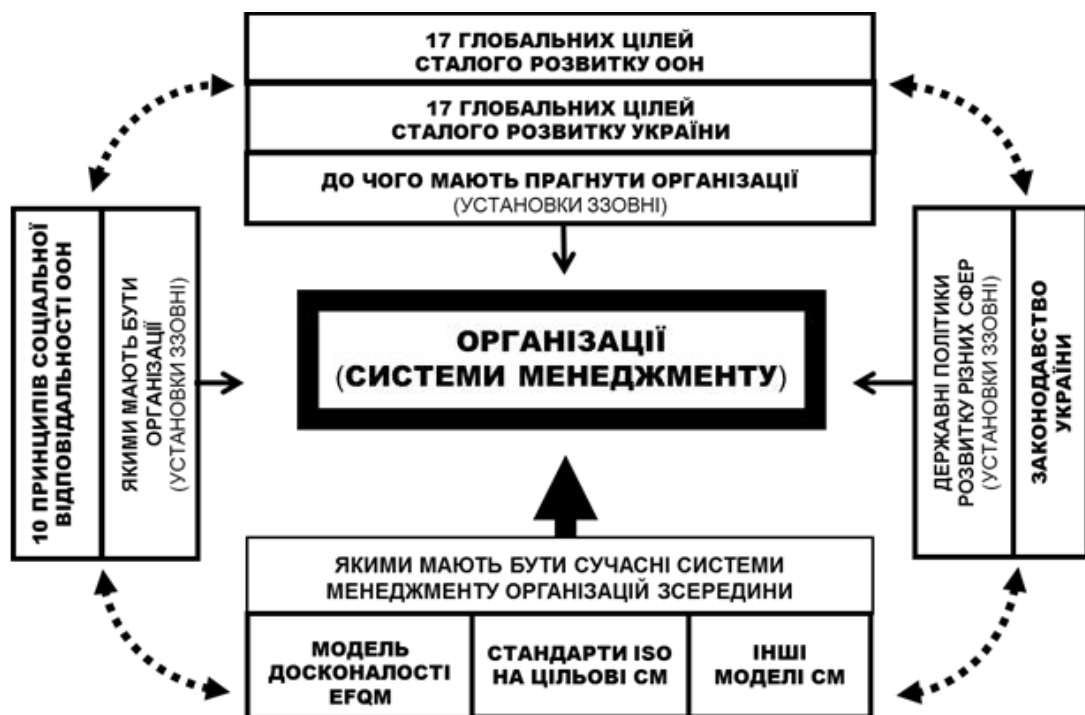 17 ГЛОБАЛЬНИХ ЦІЛЕЙ
СТАЛОГО РОЗВИТКУ ООН
17 ГЛОБАЛЬНИХ ЦІЛЕЙ
СТАЛОГО РОЗВИТКУ УКРАЇНИ
ДО ЧОГО МАЮТЬ ПРАГНУТИ ОРГАНІЗАЦІЇ
(УСТАНОВКИ ЗЗОВНІ)
10 ПРИНЦИПІВ СОЦІАЛЬНОЇ
ВІДПОВІДАЛЬНОСТІ ООН
ЯКИМИ МАЮТЬ БУТИ
ОРГАНІЗАЦІЇ
(УСТАНОВКИ ЗЗОВНІ)
ОРГАНІЗАЦІЇ
(СИСТЕМИ МЕНЕДЖМЕНТУ)
ДЕРЖАВНІ ПОЛІТИКИ
РОЗВИТКУ РІЗНИХ СФЕР
(УСТАНОВКИ ЗЗОВНІ)
ЗАКОНОДАВСТВО
УКРАЇНИ
ЯКИМИ МАЮТЬ БУТИ СУЧАСНІ СИСТЕМИ
МЕНЕДЖМЕНТУ ОРГАНІЗАЦІЙ ЗСЕРЕДИНИ
МОДЕЛЬ
ДОСКОНАЛОСТІ
EFQM
СТАНДАРТИ ISO
НА ЦІЛЬОВІ СМ
ІНШІ
МОДЕЛІ СМ